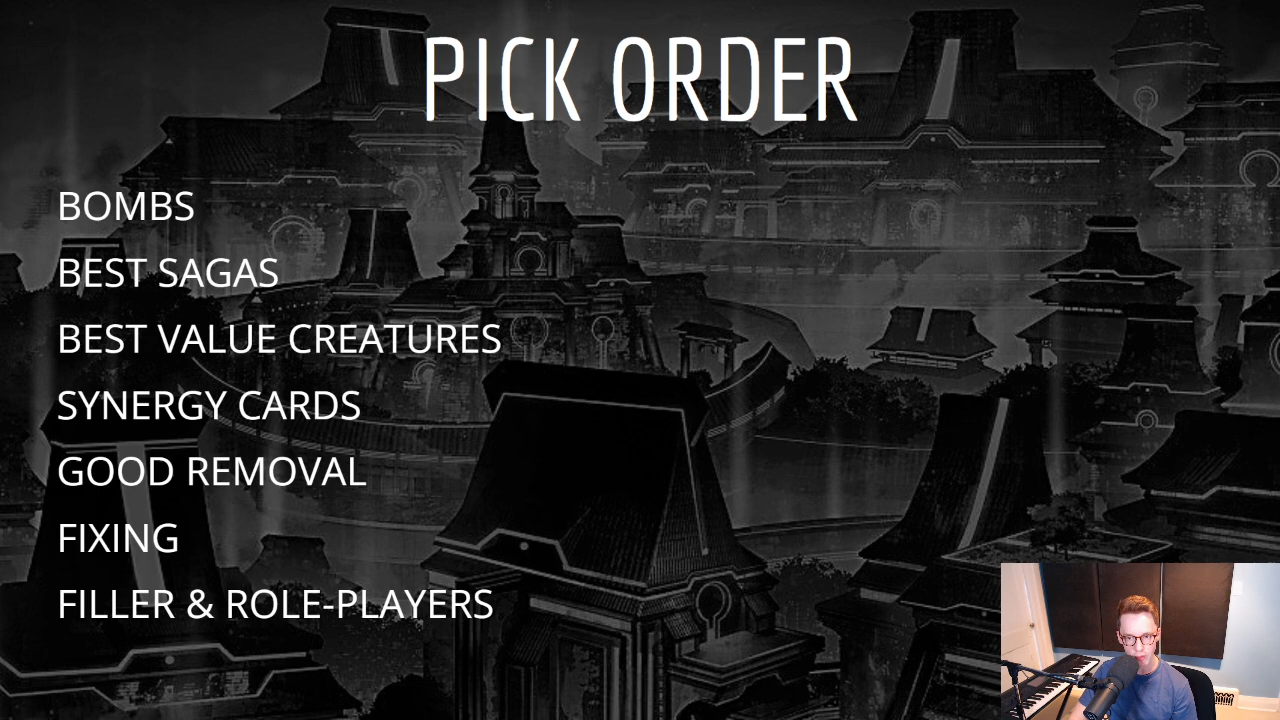 PICK ORDER
BOMBS
BEST SAGAS
BEST VALUE CREATURES
SYNERGY CARDS
GOOD REMOVAL
FIXING
FILLER & ROLE-PLAYERS